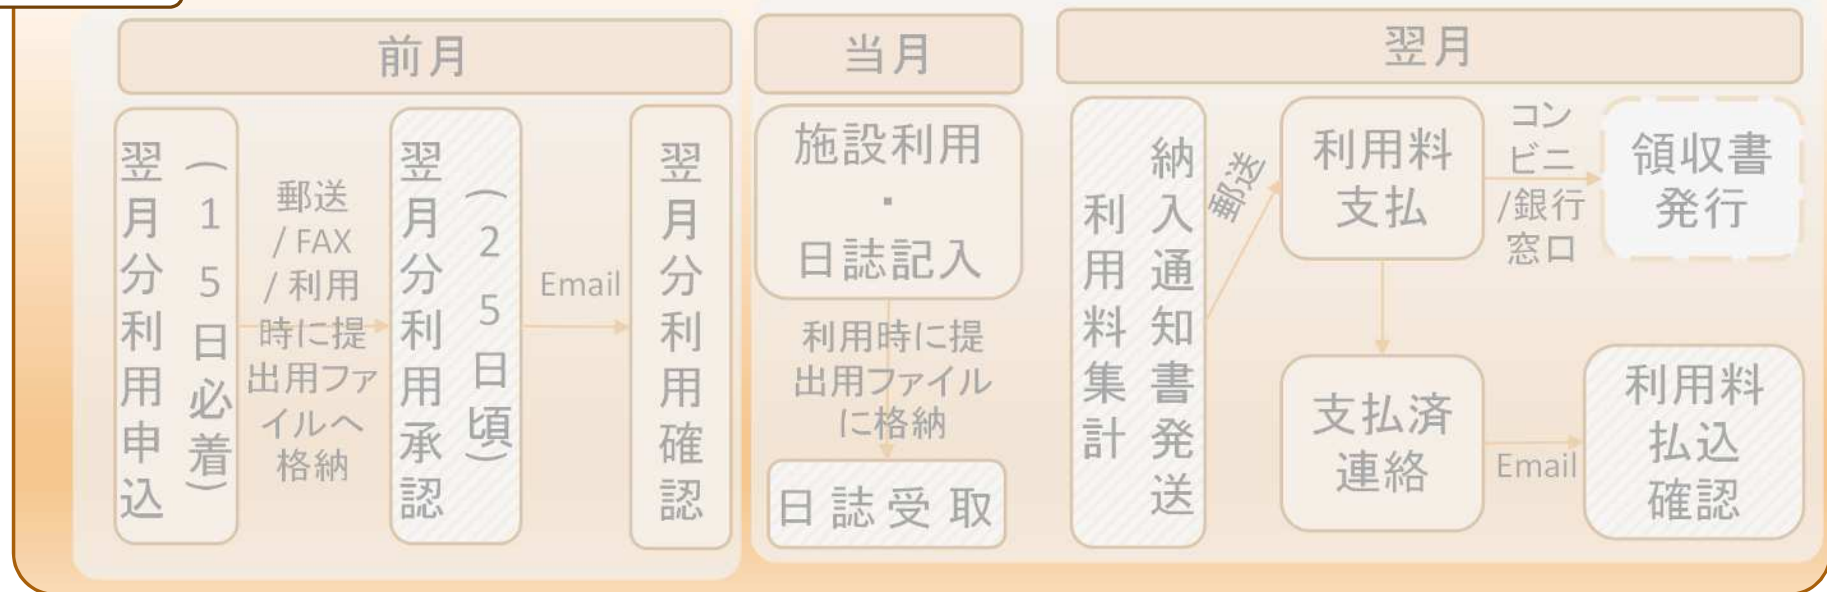 前月
翌月分利用申込
(15日必着)
郵送
/ FAX
/ 利用
時に提
出用ファ
イルへ
格納
翌月分利用承認
(25日頃)
Email
翌月分利用確認
当月
施設利用
・
日誌記入
利用時に提
出用ファイル
に格納
日誌受取
翌月
納入通知書発送
利用料集計
郵送
利用料
支払
コン
ビニ
/銀行
窓口
領収書
発行
支払済
連絡
Email
利用料
払込
確認